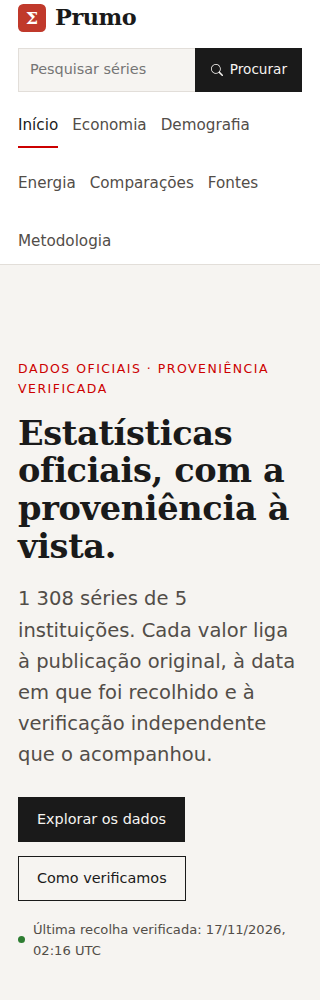 Σ Prumo
Pesquisar séries
Procurar
Início Economia Demografia
Energia Comparações Fontes
Metodologia
DADOS OFICIAIS · PROVENIÊNCIA
VERIFICADA
Estatísticas
oficiais, com a
proveniência à
vista.
1 308 séries de 5
instituições. Cada valor liga
à publicação original, à data
em que foi recolhido e à
verificação independente
que o acompanhou.
Explorar os dados
Como verificamos
Última recolha verificada: 17/11/2026,
02:16 UTC